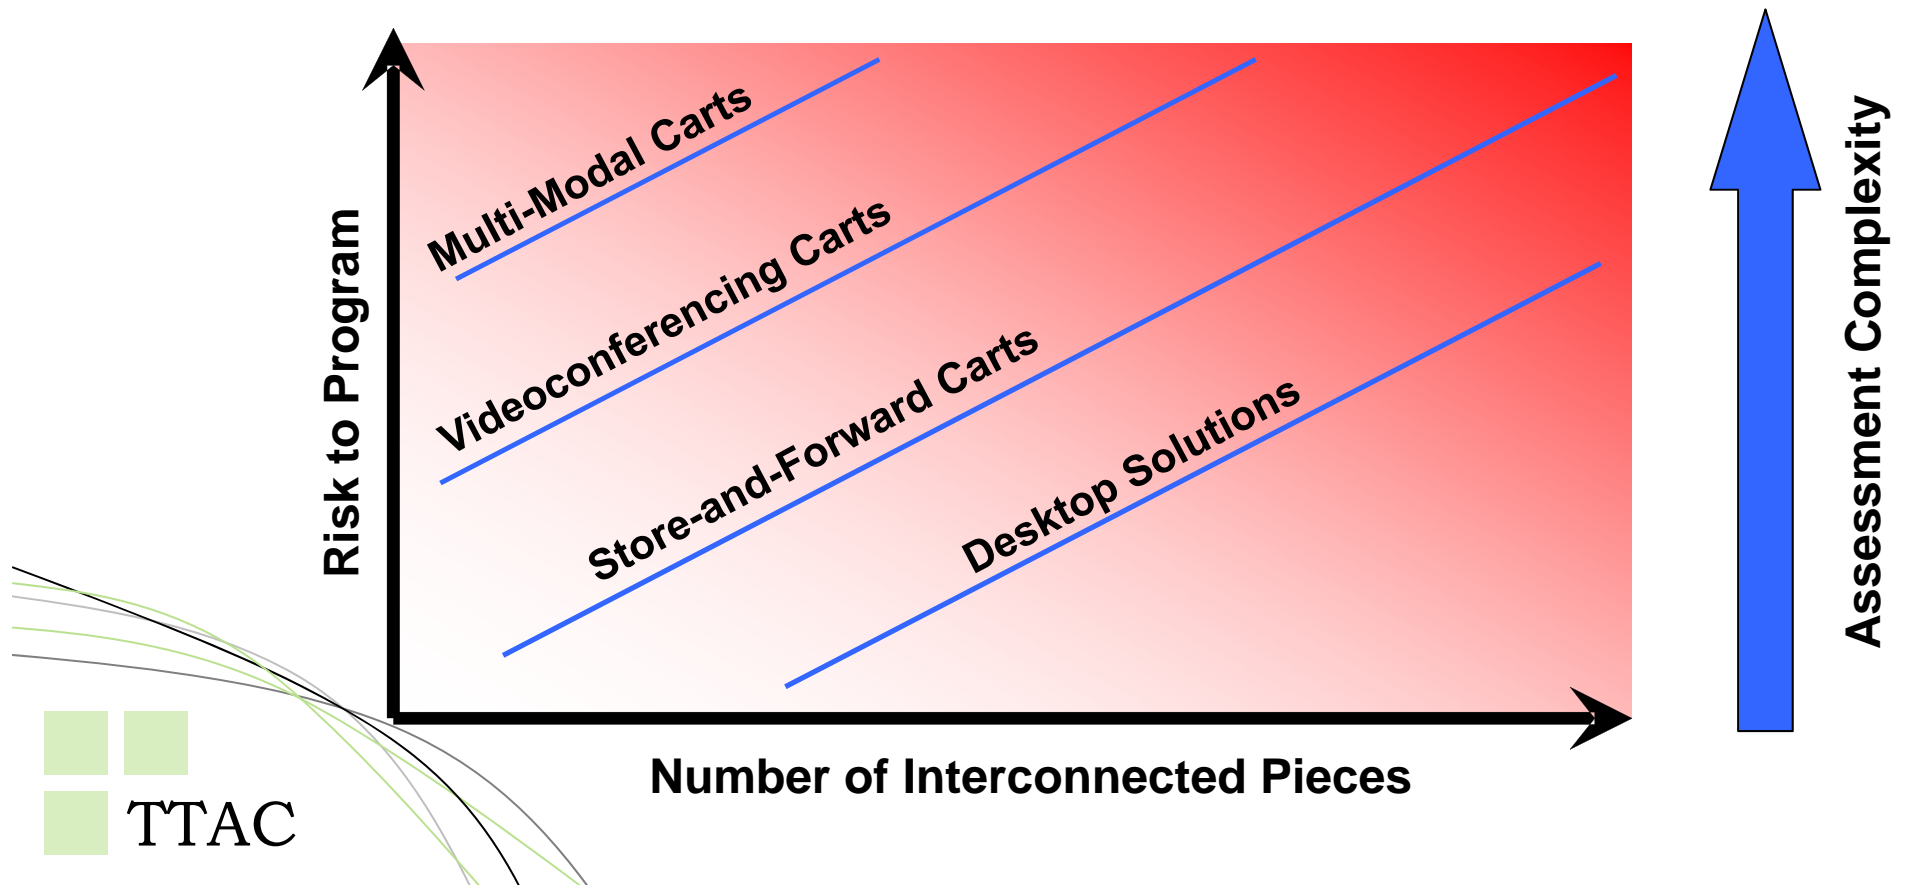 Multi-Modal Carts
Videoconferencing Carts
Store-and-Forward Carts
Desktop Solutions
Risk to Program
Number of Interconnected Pieces
Assessment Complexity
TTAC